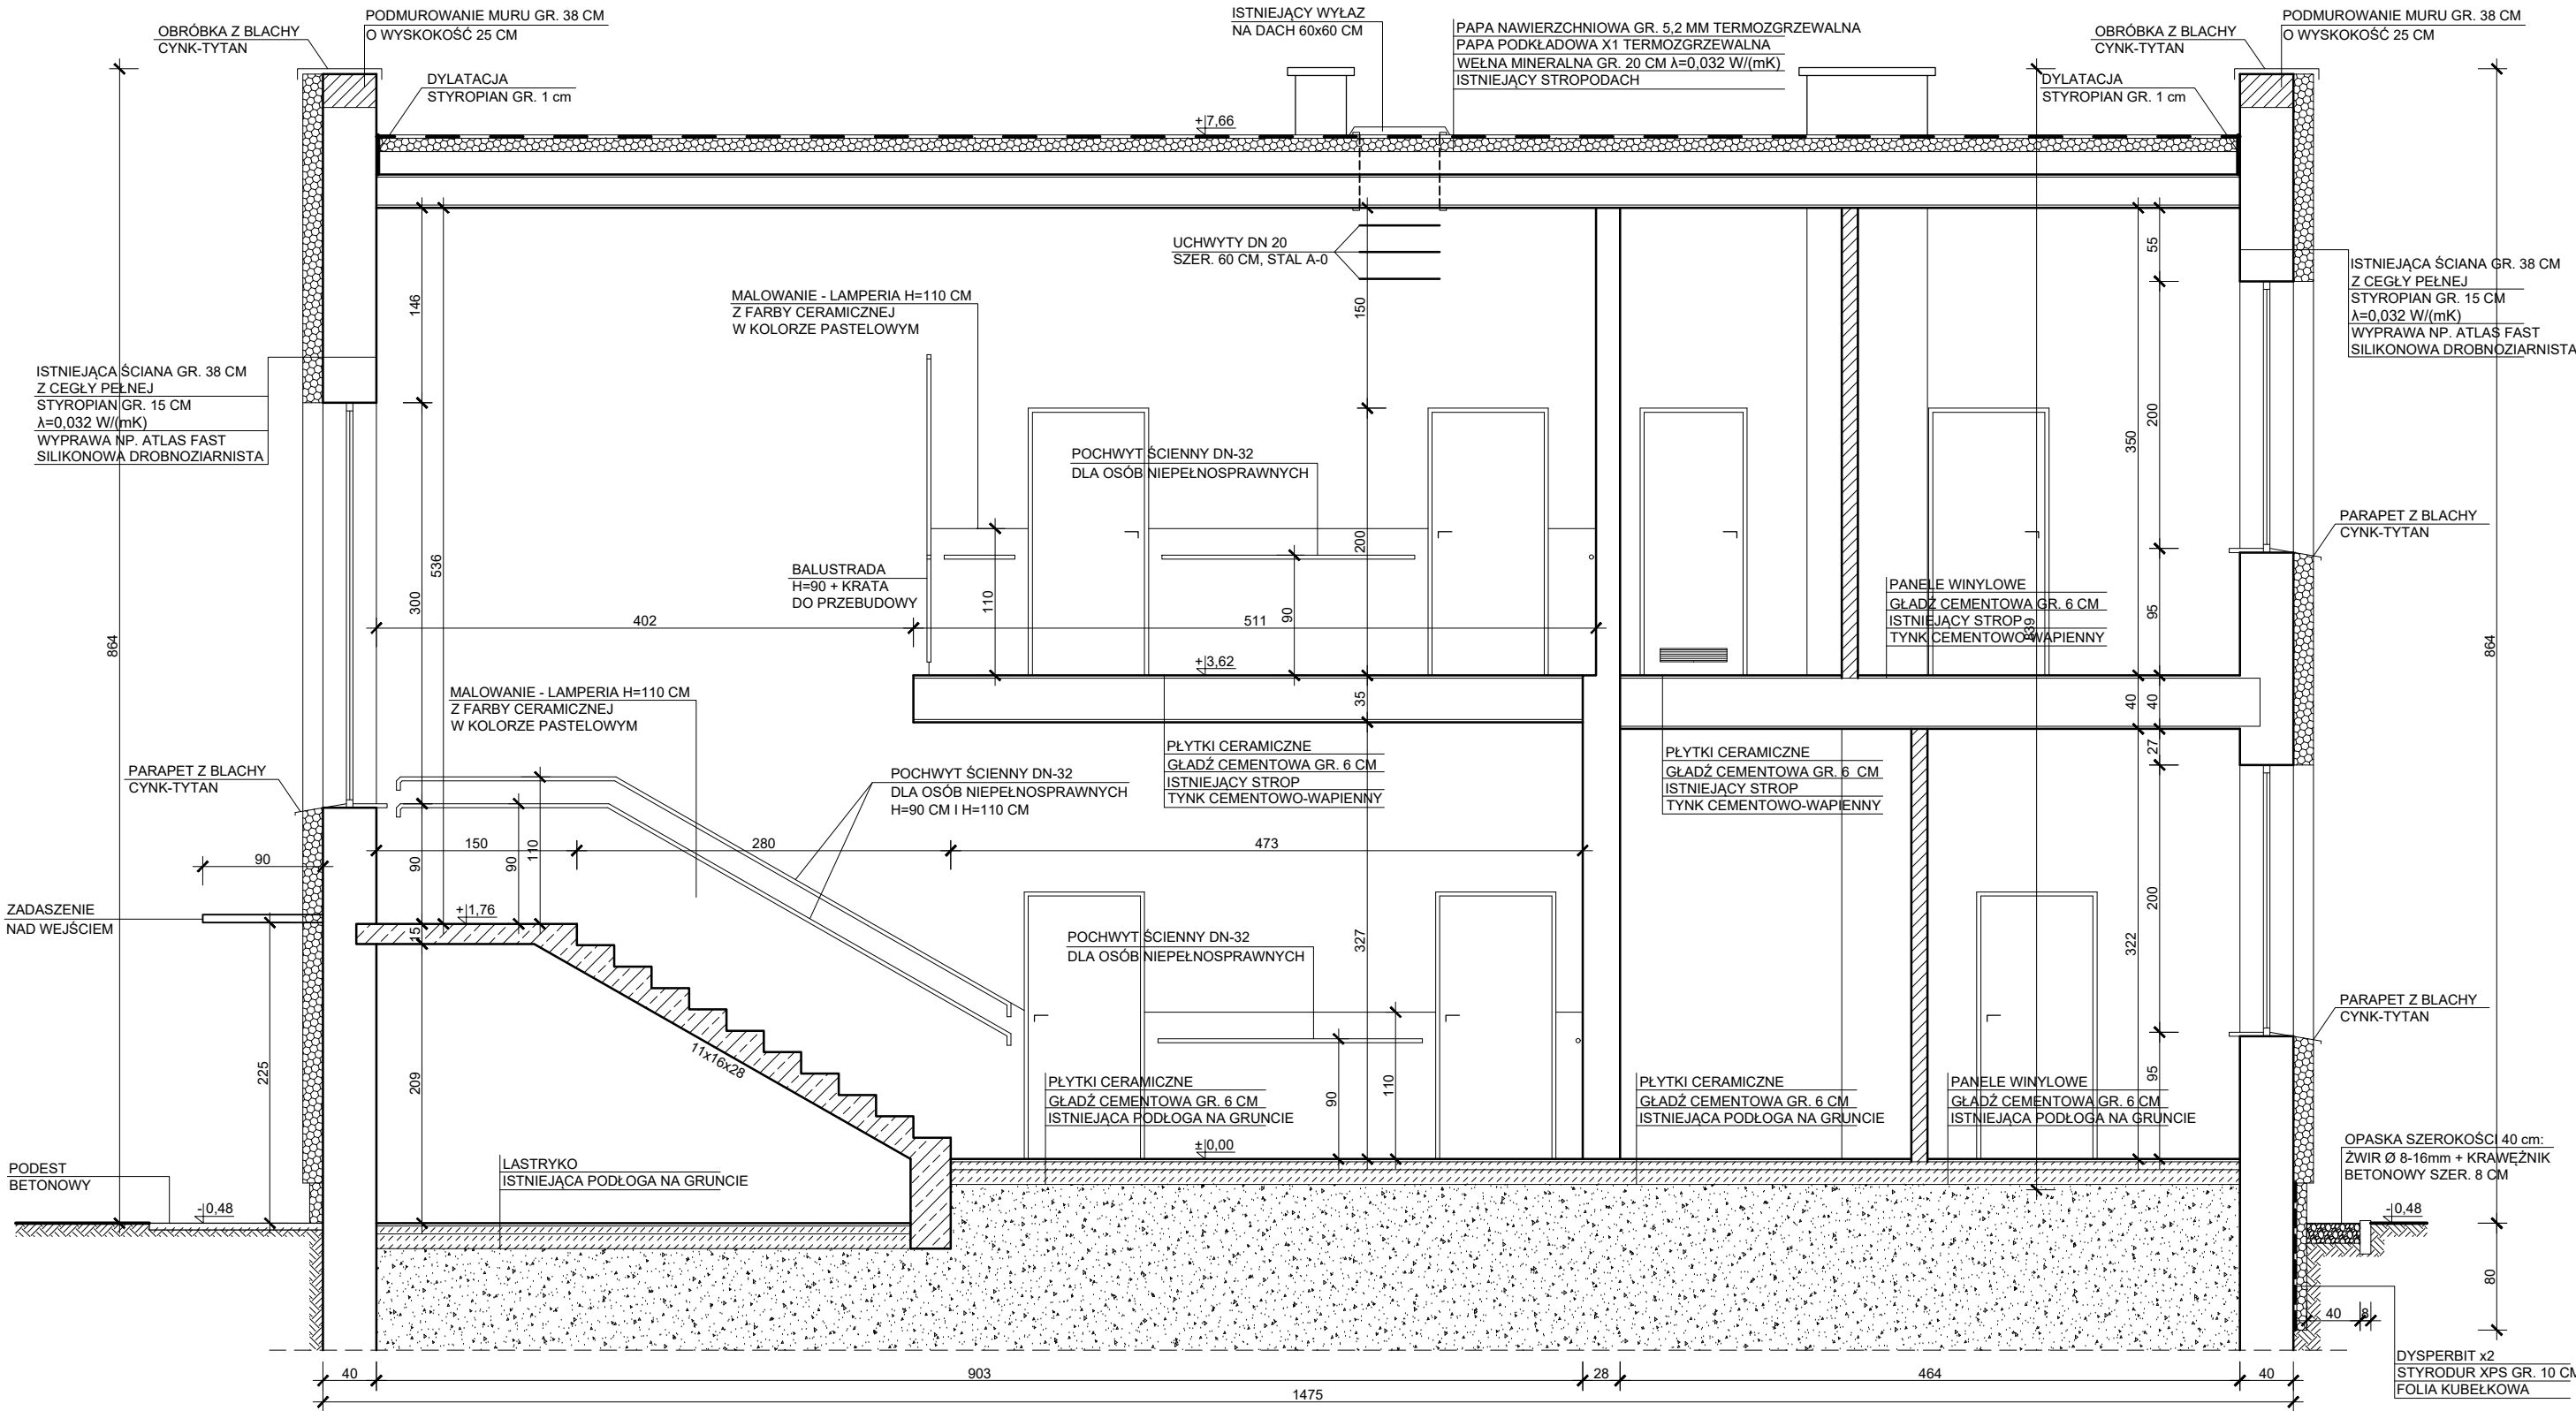 PODMUROWANIE MURU GR. 38 CM
O WYSKOKOŚĆ 25 CM
OBRÓBKA Z BLACHY
CYNK-TYTAN
DYLATACJA
STYROPIAN GR. 1 cm
ISTNIEJĄCY WYŁAZ
NA DACH 60x60 CM
PAPA NAWIERZCHNIOWA GR. 5,2 MM TERMOZGRZEWALNA
PAPA PODKŁADOWA X1 TERMOZGRZEWALNA
WEŁNA MINERALNA GR. 20 CM λ=0,032 W/(mK)
ISTNIEJĄCY STROPODACH
OBRÓBKA Z BLACHY
CYNK-TYTAN
PODMUROWANIE MURU GR. 38 CM
O WYSKOKOŚĆ 25 CM
DYLATACJA
STYROPIAN GR. 1 cm
+7,66
UCHWYTY DN 20
SZER. 60 CM, STAL A-0
MALOWANIE - LAMPERIA H=110 CM
Z FARBY CERAMICZNEJ
W KOLORZE PASTELOWYM
ISTNIEJĄCA ŚCIANA GR. 38 CM
Z CEGŁY PEŁNEJ
STYROPIAN GR. 15 CM
λ=0,032 W/(mK)
WYPRAWA NP. ATLAS FAST
SILIKONOWA DROBNOZIARNISTA
ISTNIEJĄCA ŚCIANA GR. 38 CM
Z CEGŁY PEŁNEJ
STYROPIAN GR. 15 CM
λ=0,032 W/(mK)
WYPRAWA NP. ATLAS FAST
SILIKONOWA DROBNOZIARNISTA
146
150
55
200
350
POCHWYT ŚCIENNY DN-32
DLA OSÓB NIEPEŁNOSPRAWNYCH
PARAPET Z BLACHY
CYNK-TYTAN
BALUSTRADA
H=90 + KRATA
DO PRZEBUDOWY
536
300
200
110
90
402
511
PANELE WINYLOWE
GŁADŹ CEMENTOWA GR. 6 CM
ISTNIEJĄCY STROP
TYNK CEMENTOWO-WAPIENNY
839
95
864
864
+3,62
MALOWANIE - LAMPERIA H=110 CM
Z FARBY CERAMICZNEJ
W KOLORZE PASTELOWYM
35
40
40
27
PŁYTKI CERAMICZNE
GŁADŹ CEMENTOWA GR. 6 CM
ISTNIEJĄCY STROP
TYNK CEMENTOWO-WAPIENNY
PŁYTKI CERAMICZNE
GŁADŹ CEMENTOWA GR. 6 CM
ISTNIEJĄCY STROP
TYNK CEMENTOWO-WAPIENNY
PARAPET Z BLACHY
CYNK-TYTAN
POCHWYT ŚCIENNY DN-32
DLA OSÓB NIEPEŁNOSPRAWNYCH
H=90 CM I H=110 CM
90
150
280
473
90
90
110
ZADASZENIE
NAD WEJŚCIEM
+1,76
15
POCHWYT ŚCIENNY DN-32
DLA OSÓB NIEPEŁNOSPRAWNYCH
327
322
200
PARAPET Z BLACHY
CYNK-TYTAN
11x16x28
225
209
90
110
95
PŁYTKI CERAMICZNE
GŁADŹ CEMENTOWA GR. 6 CM
ISTNIEJĄCA PODŁOGA NA GRUNCIE
PŁYTKI CERAMICZNE
GŁADŹ CEMENTOWA GR. 6 CM
ISTNIEJĄCA PODŁOGA NA GRUNCIE
PANELE WINYLOWE
GŁADŹ CEMENTOWA GR. 6 CM
ISTNIEJĄCA PODŁOGA NA GRUNCIE
±0,00
OPASKA SZEROKOŚCI 40 cm:
ŻWIR Ø 8-16mm + KRAWĘŻNIK
BETONOWY SZER. 8 CM
PODEST
BETONOWY
LASTRYKO
ISTNIEJĄCA PODŁOGA NA GRUNCIE
-0,48
-0,48
80
40
8
DYSPERBIT x2
STYRODUR XPS GR. 10 CM
FOLIA KUBEŁKOWA
40
903
28
464
40
1475